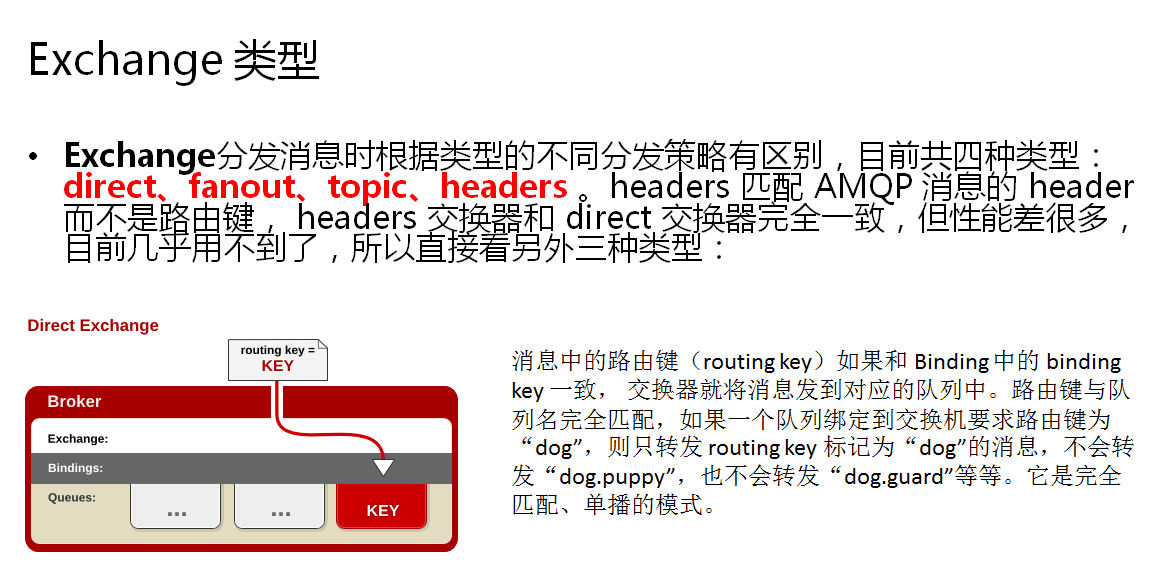 Exchange 类型
• Exchange分发消息时根据类型的不同分发策略有区别，目前共四种类型：
direct、fanout、topic、headers 。headers 匹配 AMQP 消息的 header
而不是路由键， headers 交换器和 direct 交换器完全一致，但性能差很多，
目前几乎用不到了，所以直接看另外三种类型：
Direct Exchange
routing key =
KEY
Broker
Exchange:
Bindings:
Queues:
...
...
KEY
消息中的路由键（routing key）如果和 Binding 中的 binding
key 一致， 交换器就将消息发到对应的队列中。路由键与队
列名完全匹配，如果一个队列绑定到交换机要求路由键为
“dog”，则只转发 routing key 标记为“dog”的消息，不会转
发“dog.puppy”，也不会转发“dog.guard”等等。它是完全
匹配、单播的模式。